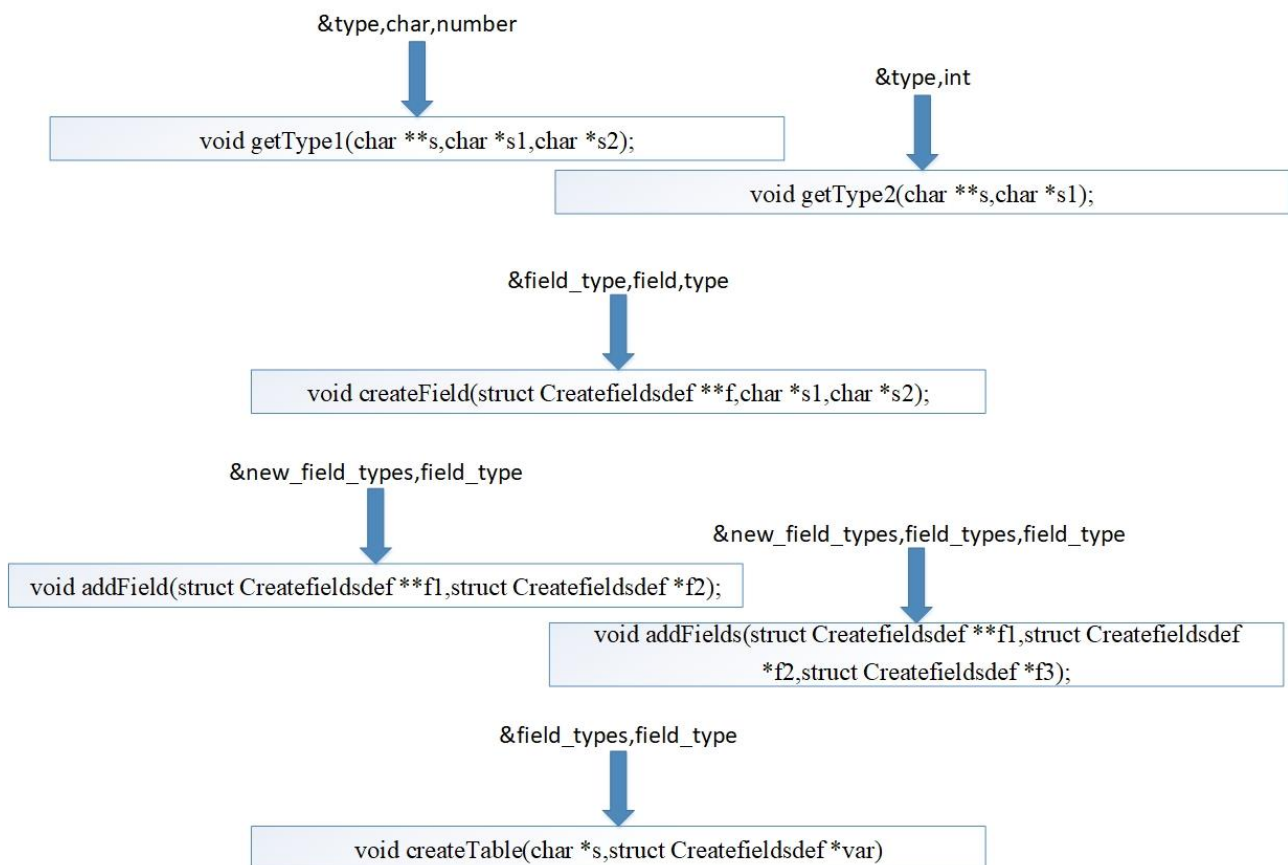 &type,char,number
&type,int
void getType1(char **s,char *s1,char *s2);
void getType2(char **s,char *s1);
&field_type,field,type
void createField(struct Createfieldsdef **f,char *s1,char *s2);
&new_field_types,field_type
&new_field_types,field_types,field_type
void addField(struct Createfieldsdef **f1,struct Createfieldsdef *f2);
void addFields(struct Createfieldsdef **f1,struct Createfieldsdef
*f2,struct Createfieldsdef *f3);
&field_types,field_type
void createTable(char *s,struct Createfieldsdef *var)